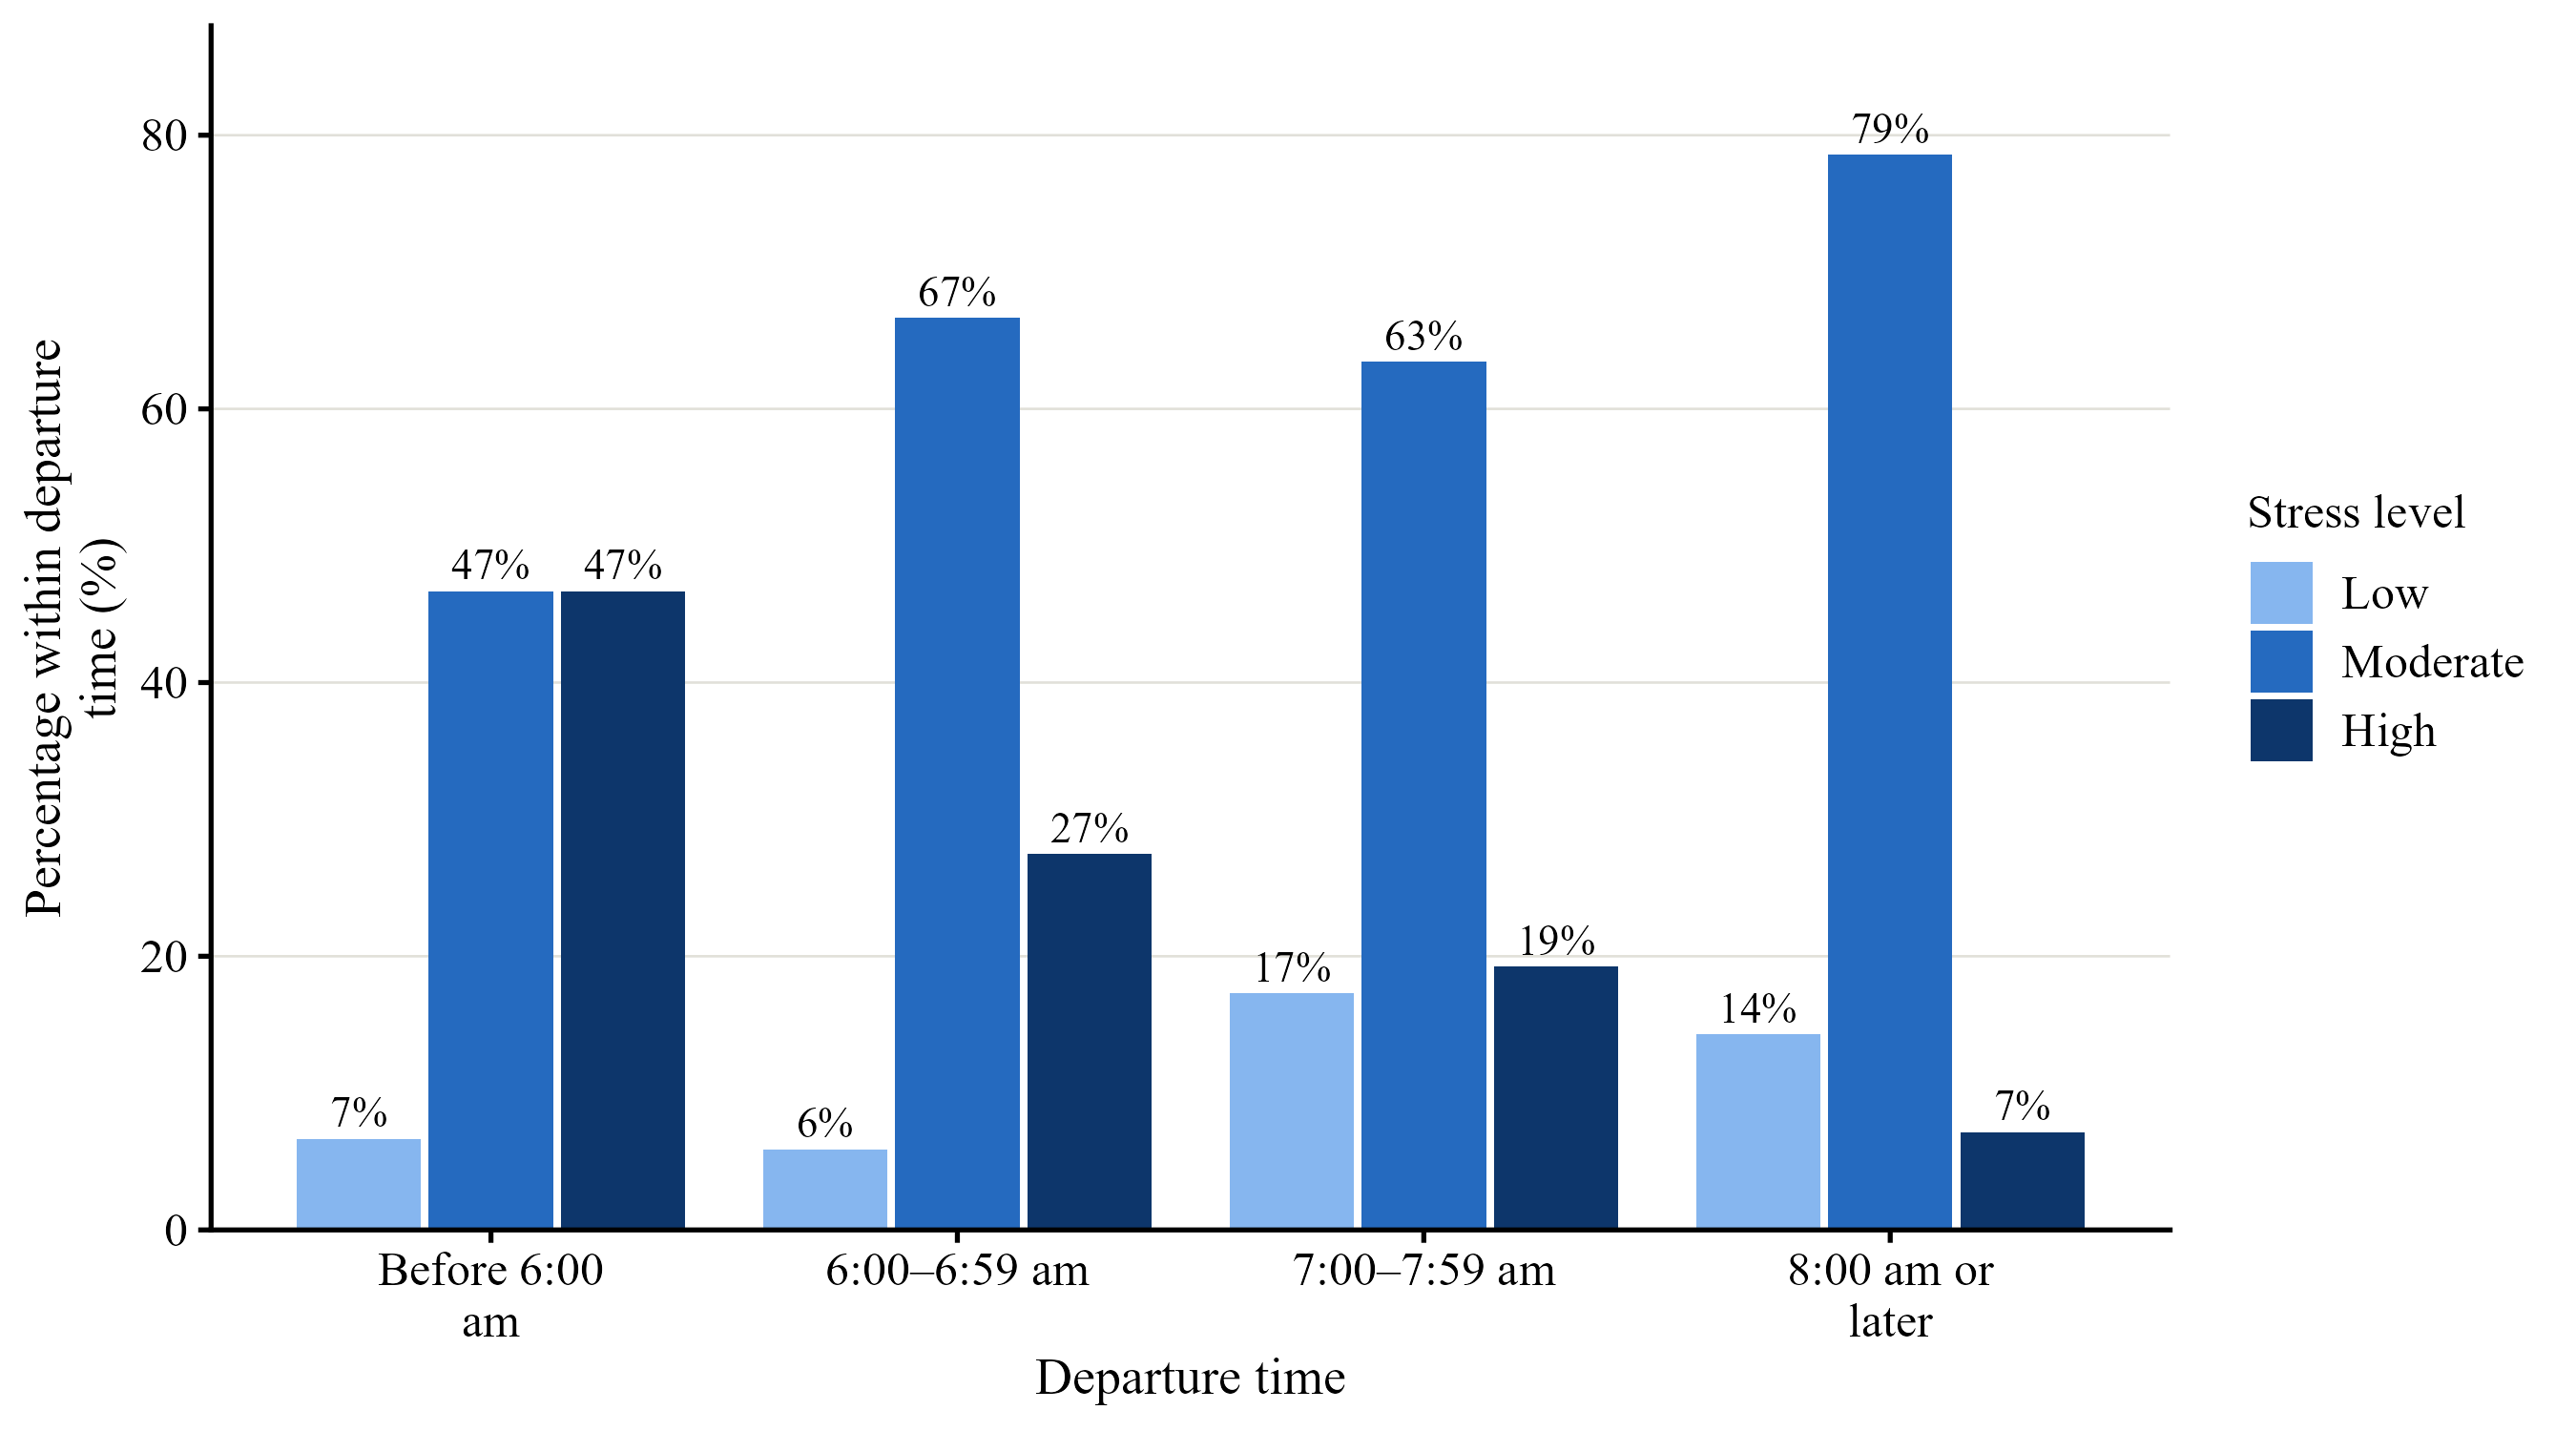 Percentage within departure
time (%)
80
60
40
20
0
7%
47%
47%
6%
67%
27%
17%
63%
19%
14%
79%
7%
Before 6:00
am
6:00–6:59 am
7:00–7:59 am
8:00 am or
later
Departure time
Stress level
Low
Moderate
High